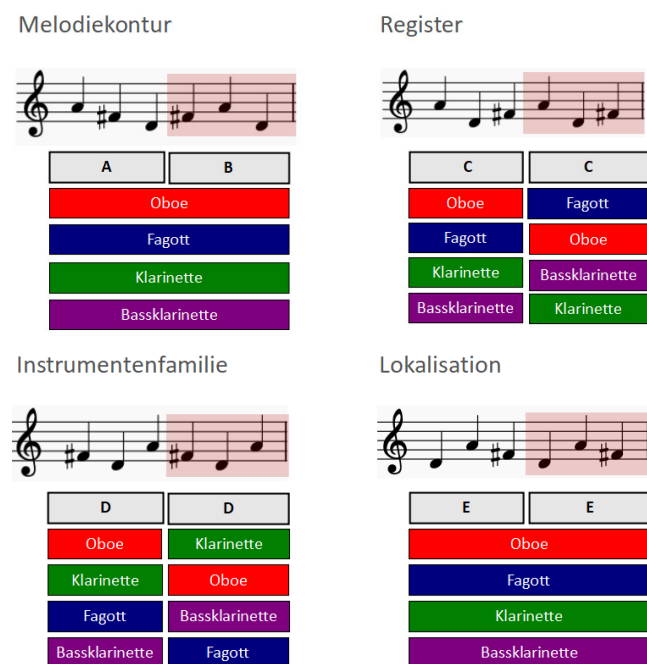 Melodiekontur
A B
Oboe
Fagott
Klarinette
Bassklarinette
Register
C C
Oboe Fagott
Fagott Oboe
Klarinette Bassklarinette
Bassklarinette Klarinette
Instrumentenfamilie
D D
Oboe Klarinette
Klarinette Oboe
Fagott Bassklarinette
Bassklarinette Fagott
Lokalisation
E E
Oboe
Fagott
Klarinette
Bassklarinette